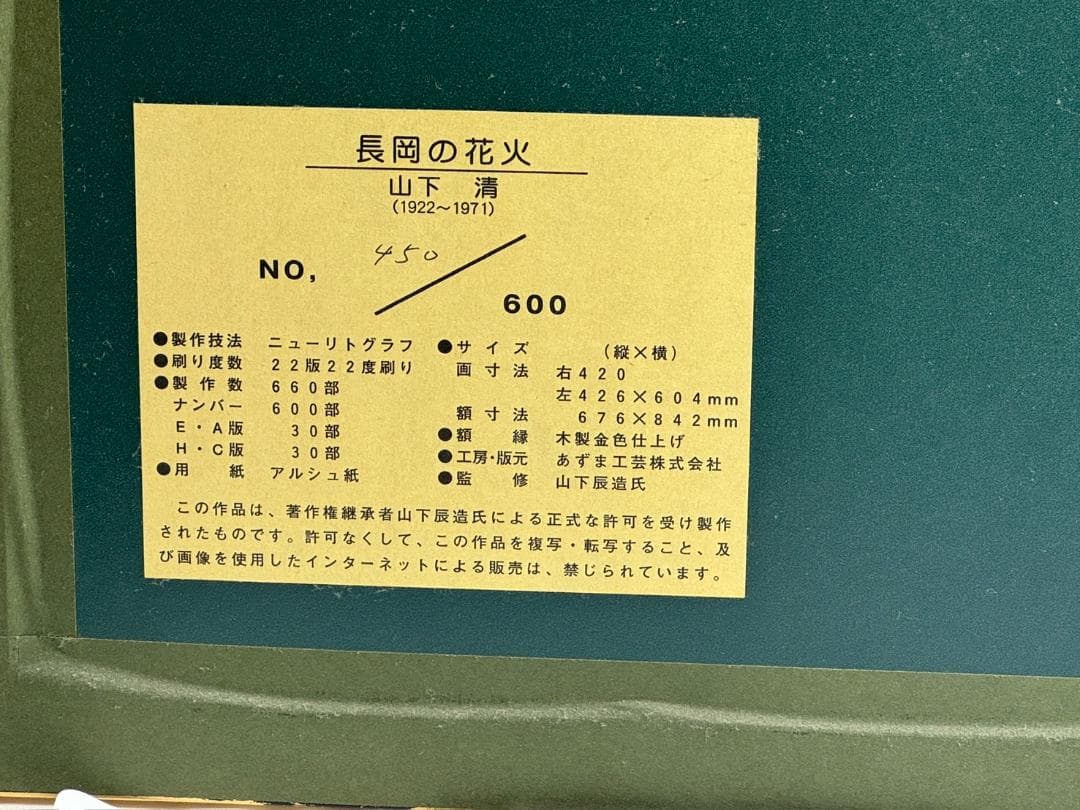 長岡の花火
山下 清
(1922〜1971)
NO, 450/600
●製作技法 ニューリトグラフ
●刷り度数 22版22度刷り
●製作数 660部
ナンバー 600部
E・A版 30部
H・C版 30部
●用紙 アルシュ紙
●サイズ (縦×横)
画寸法 右420
左426×604mm
額寸法 676×842mm
●額縁 木製金色仕上げ
●工房・版元 あずま工芸株式会社
●監修 山下辰造氏
この作品は、著作権継承者山下辰造氏による正式な許可を受け製作
されたものです。許可なくして、この作品を複写・転写すること、及
び画像を使用したインターネットによる販売は、禁じられています。